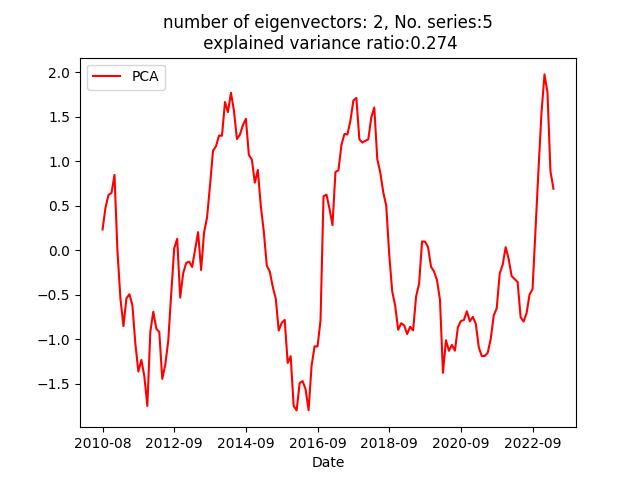 number of eigenvectors: 2, No. series:5
explained variance ratio:0.274
PCA
2.0
1.5
1.0
0.5
0.0
−0.5
−1.0
−1.5
2010-08 2012-09 2014-09 2016-09 2018-09 2020-09 2022-09
Date